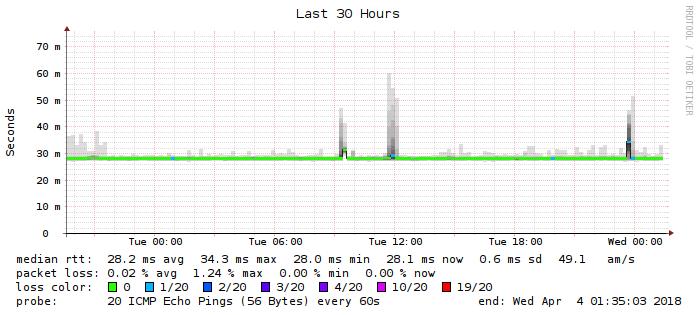 Last 30 Hours
RRDTOOL / TOBI OETIKER
Seconds
70 m
60 m
50 m
40 m
30 m
20 m
10 m
0
Tue 00:00 Tue 06:00 Tue 12:00 Tue 18:00 Wed 00:00
median rtt: 28.2 ms avg 34.3 ms max 28.0 ms min 28.1 ms now 0.6 ms sd 49.1 am/s
packet loss: 0.02 % avg 1.24 % max 0.00 % min 0.00 % now
loss color: 0 1/20 2/20 3/20 4/20 10/20 19/20
probe: 20 ICMP Echo Pings (56 Bytes) every 60s end: Wed Apr 4 01:35:03 2018